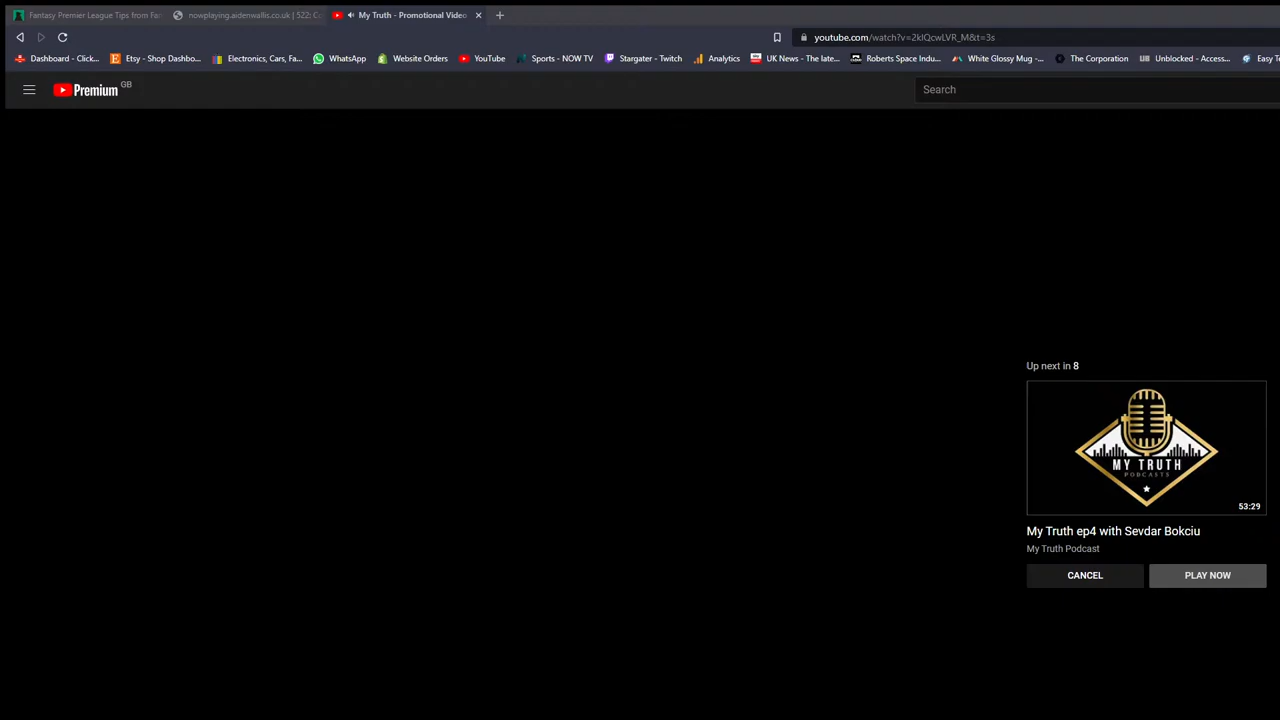 Fantasy Premier League Tips from Fa
nowplaying.aidenwallis.co.uk | 522: C
My Truth - Promotional Video
youtube.com/watch?v=2klQcwLVR_M&t=3s
Dashboard - Click...
Etsy - Shop Dashbo...
Electronics, Cars, Fa...
WhatsApp
Website Orders
YouTube
Sports - NOW TV
Stargater - Twitch
Analytics
UK News - The late...
Roberts Space Indu...
White Glossy Mug -...
The Corporation
Unblocked - Access...
Easy T
Premium GB
Search
Up next in 8
MY TRUTH
PODCASTS
53:29
My Truth ep4 with Sevdar Bokciu
My Truth Podcast
CANCEL
PLAY NOW